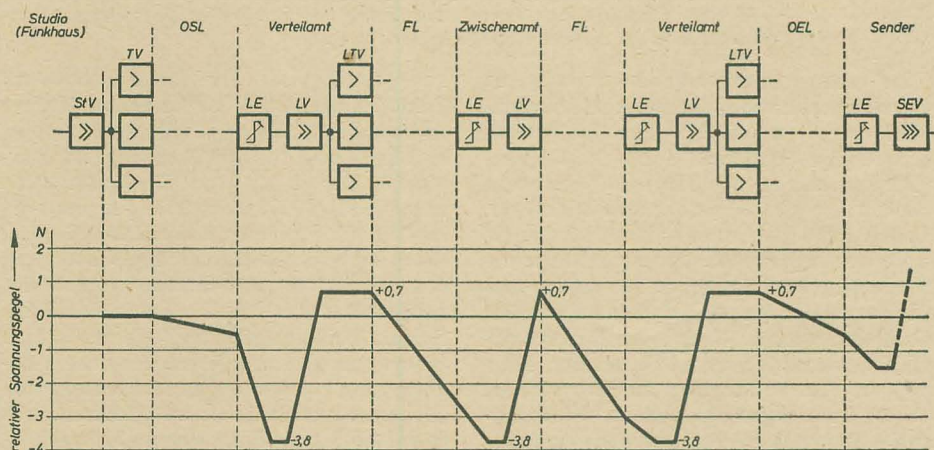 Studio
(Funkhaus)
OSL
Verteilamt
FL
Zwischenamt
FL
Verteilamt
OEL
Sender
TV
LTV
LTV
StV
LE
LV
LE
LV
LE
LV
LE
SEV
N
2
1
0
-1
-2
-3
-4
relativer Spannungspegel
+0,7
+0,7
+0,7
-3,8
-3,8
-3,8